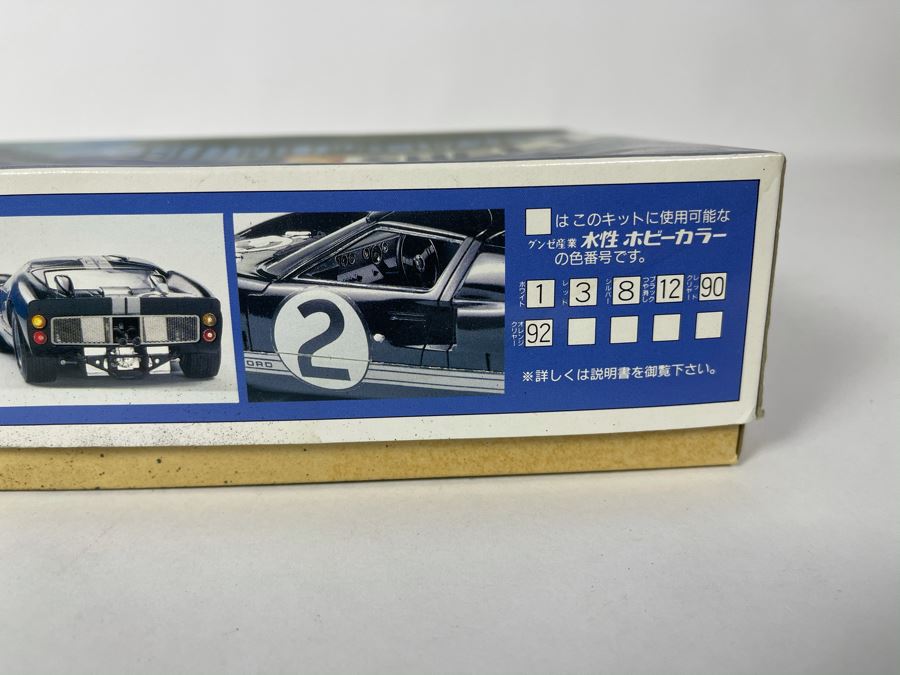 は このキットに使用可能な
グンゼ産業 水性 ホビーカラー
の色番号です。
ホワイト 1 レッド 3 シルバー 8 つや消しブラック 12 クリヤーレッド 90
クリヤーオレンジ 92
※詳しくは説明書を御覧下さい。
2
ORD